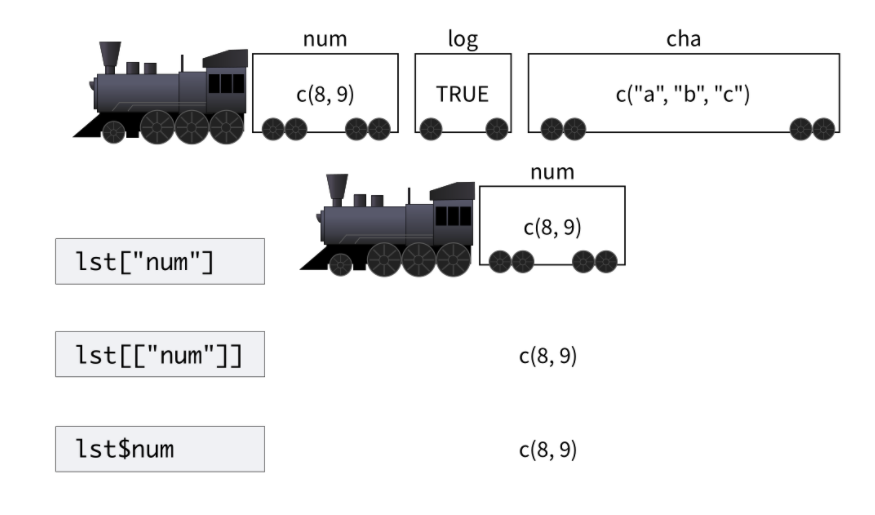 num log cha
c(8, 9) TRUE c("a", "b", "c")
num
c(8, 9)
lst["num"]
lst[["num"]] c(8, 9)
lst$num c(8, 9)